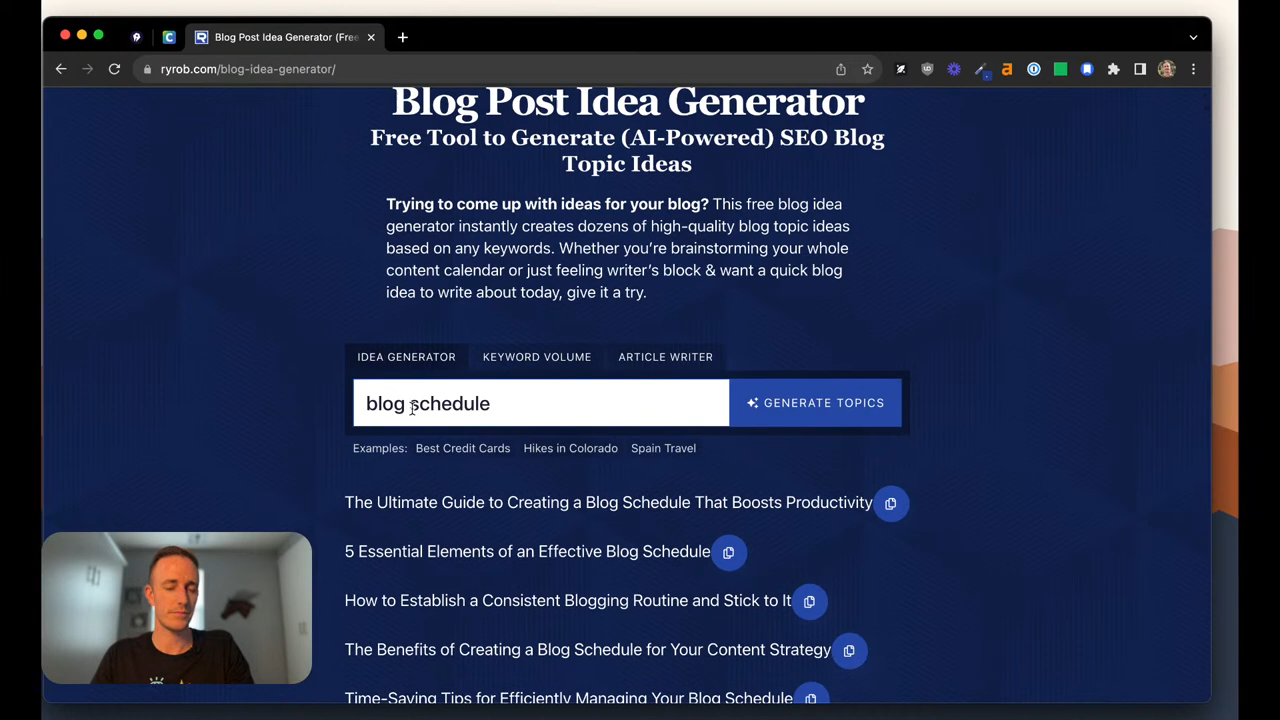 Blog Post Idea Generator (Free
ryrob.com/blog-idea-generator/
Blog Post Idea Generator
Free Tool to Generate (AI-Powered) SEO Blog
Topic Ideas
Trying to come up with ideas for your blog? This free blog idea
generator instantly creates dozens of high-quality blog topic ideas
based on any keywords. Whether you're brainstorming your whole
content calendar or just feeling writer's block & want a quick blog
idea to write about today, give it a try.
IDEA GENERATOR KEYWORD VOLUME ARTICLE WRITER
blog schedule GENERATE TOPICS
Examples: Best Credit Cards Hikes in Colorado Spain Travel
The Ultimate Guide to Creating a Blog Schedule That Boosts Productivity
5 Essential Elements of an Effective Blog Schedule
How to Establish a Consistent Blogging Routine and Stick to It
The Benefits of Creating a Blog Schedule for Your Content Strategy
Time-Saving Tips for Efficiently Managing Your Blog Schedule